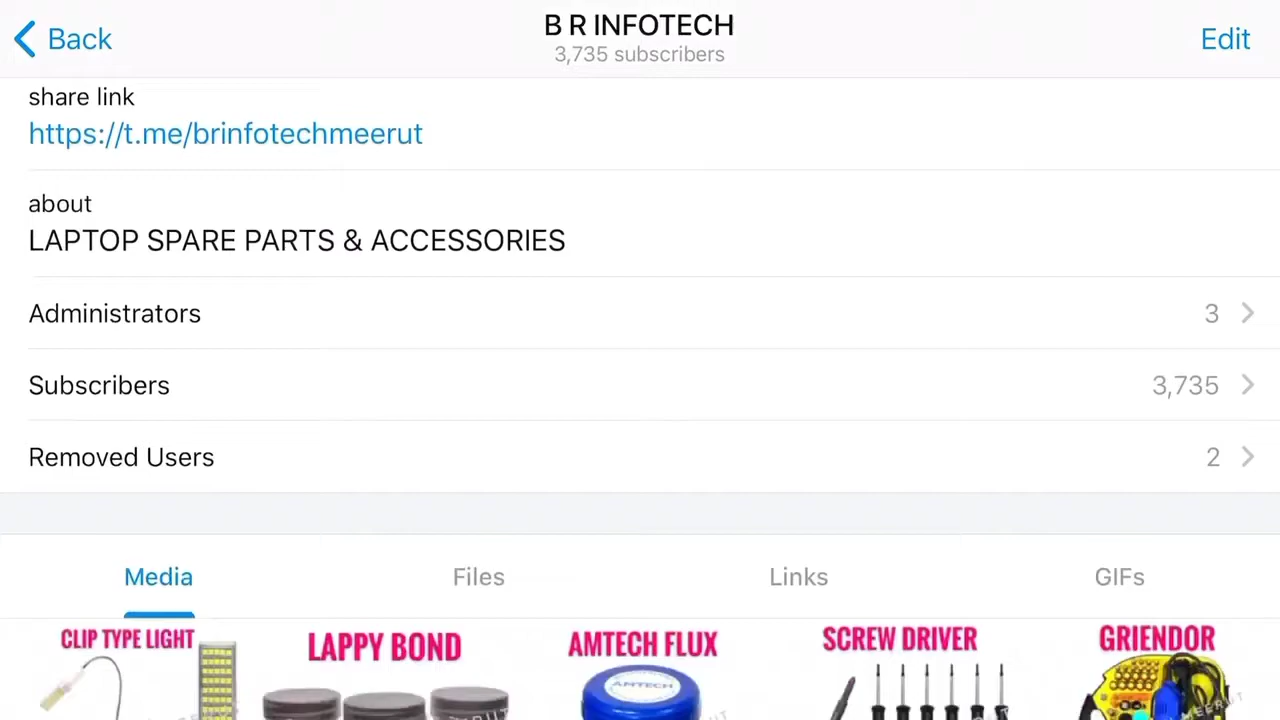 Back
B R INFOTECH
3,735 subscribers
Edit
share link
https://t.me/brinfotechmeerut
about
LAPTOP SPARE PARTS & ACCESSORIES
Administrators 3
Subscribers 3,735
Removed Users 2
Media Files Links GIFs
CLIP TYPE LIGHT
LAPPY BOND
AMTECH FLUX
AMTECH
SCREW DRIVER
GRIENDOR